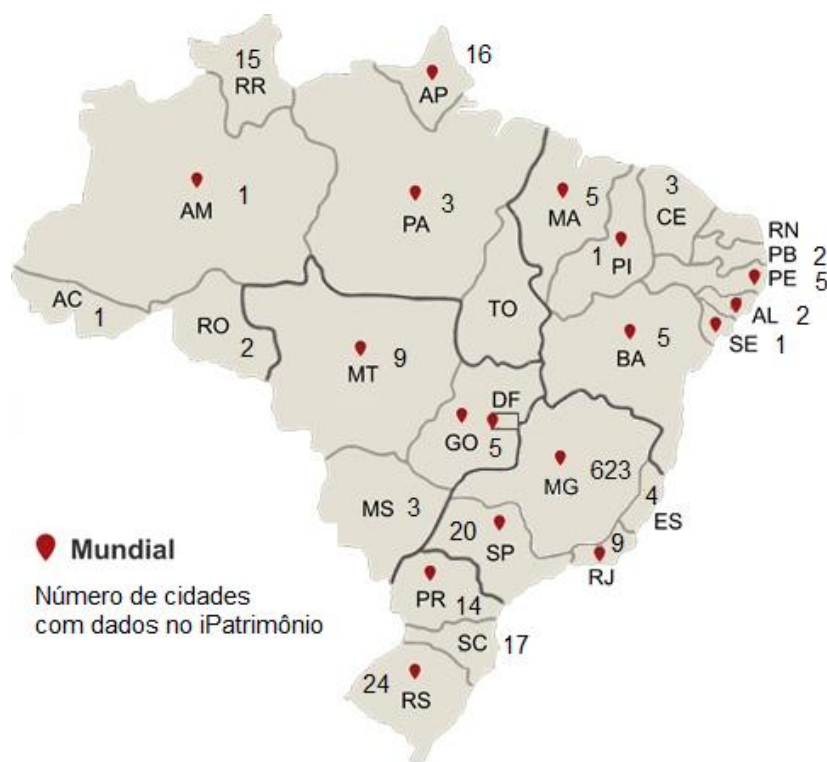 15
RR
16
AP
AM 1
PA 3
MA 5
1 PI
3
CE
RN
PB 2
PE 5
AL 2
SE 1
AC 1
RO 2
TO
MT 9
BA 5
DF
GO 5
MG 623
4
ES
MS 3
20 SP
9
RJ
PR 14
SC 17
24 RS
Mundial
Número de cidades
com dados no iPatrimônio